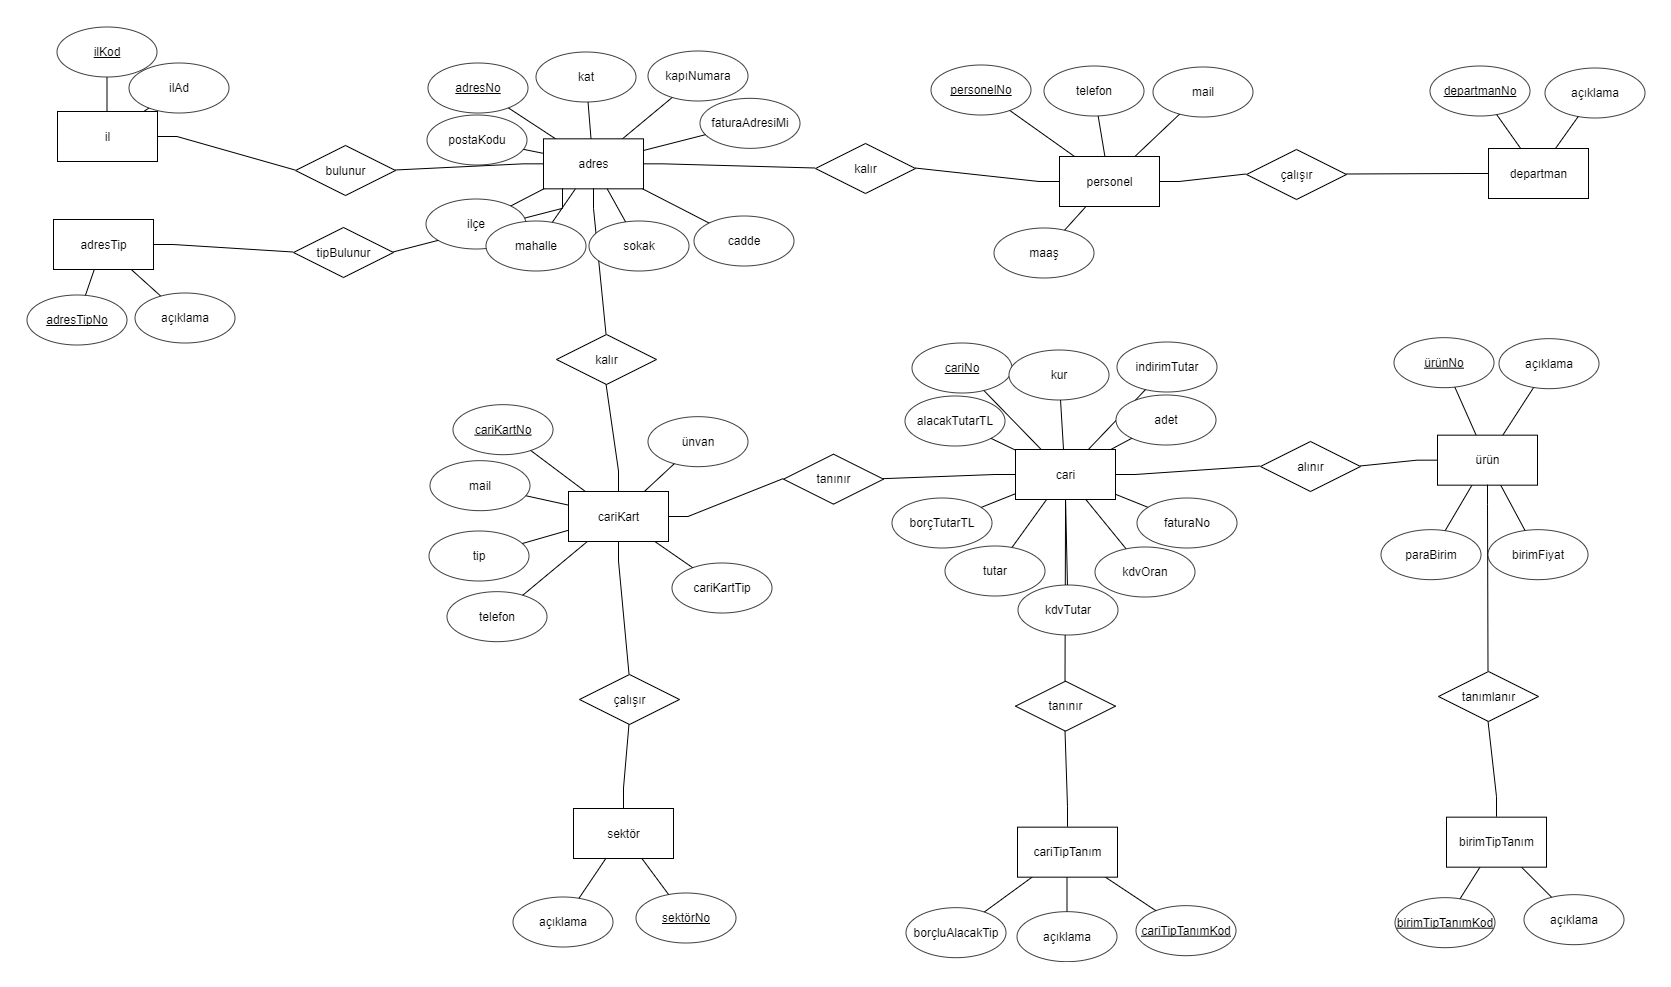 ilKod
ilAd
il
bulunur
adresNo
kat
kapıNumara
faturaAdresiMi
postaKodu
adres
kalır
personelNo
telefon
mail
personel
maaş
çalışır
departmanNo
açıklama
departman
adresTip
tipBulunur
ilçe
mahalle
sokak
cadde
adresTipNo
açıklama
kalır
cariKartNo
ünvan
mail
cariKart
tip
telefon
cariKartTip
tanınır
cariNo
kur
indirimTutar
alacakTutarTL
adet
cari
borçTutarTL
faturaNo
tutar
kdvOran
kdvTutar
alınır
ürünNo
açıklama
ürün
paraBirim
birimFiyat
çalışır
tanınır
tanımlanır
sektör
açıklama
sektörNo
cariTipTanım
borçluAlacakTip
açıklama
cariTipTanımKod
birimTipTanım
birimTipTanımKod
açıklama